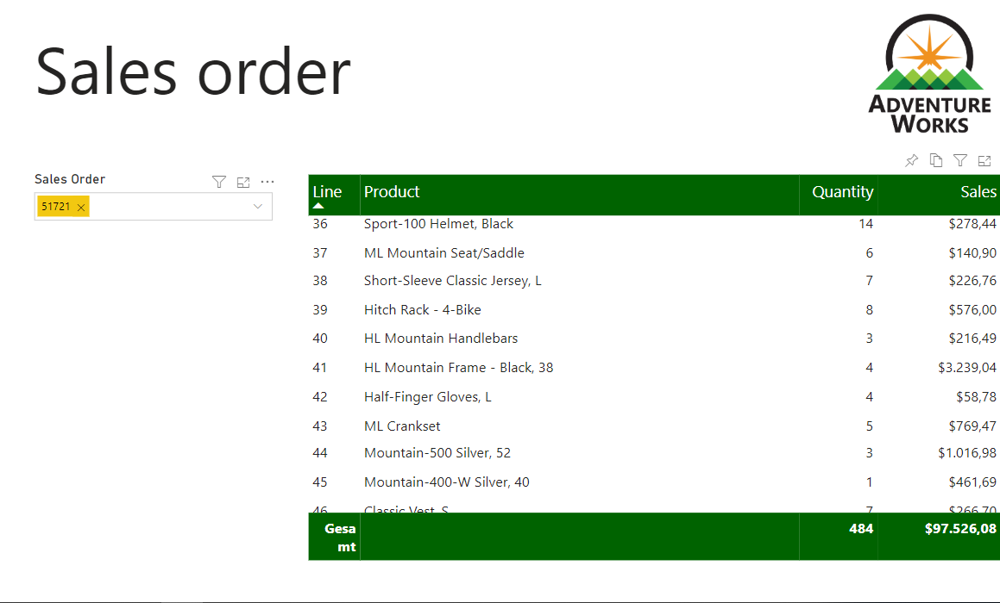 Sales order
ADVENTURE
WORKS
Sales Order
51721
Line Product Quantity Sales
36 Sport-100 Helmet, Black 14 $278,44
37 ML Mountain Seat/Saddle 6 $140,90
38 Short-Sleeve Classic Jersey, L 7 $226,76
39 Hitch Rack - 4-Bike 8 $576,00
40 HL Mountain Handlebars 3 $216,49
41 HL Mountain Frame - Black, 38 4 $3.239,04
42 Half-Finger Gloves, L 4 $58,78
43 ML Crankset 5 $769,47
44 Mountain-500 Silver, 52 3 $1.016,98
45 Mountain-400-W Silver, 40 1 $461,69
46 Classic Vest, S 7 $266,70
Gesa 484 $97.526,08
mt